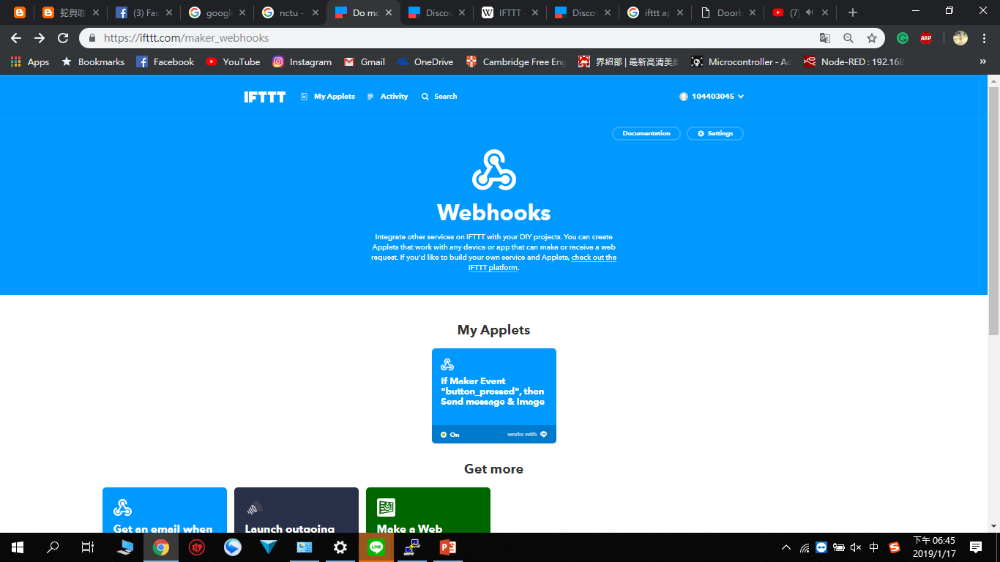 Do mo
Discov
IFTTT -
Discov
ifttt ap
Doorb
(7)
蛇與咖
(3) Fac
googl
nctu -
https://ifttt.com/maker_webhooks
ABP
Apps
Bookmarks
Facebook
YouTube
Instagram
Gmail
OneDrive
Cambridge Free Eng
界紹部 | 最新高清美劇
Microcontroller - Ad
Node-RED : 192.168
»
IFTTT
My Applets
Activity
Search
104403045
Documentation
Settings
Webhooks
Integrate other services on IFTTT with your DIY projects. You can create
Applets that work with any device or app that can make or receive a web
request. If you'd like to build your own service and Applets, check out the
IFTTT platform.
My Applets
If Maker Event
"button_pressed", then
Send message & Image
On
works with
Get more
Get an email when
Launch outgoing
Make a Web
LINE
中
下午 06:45
2019/1/17